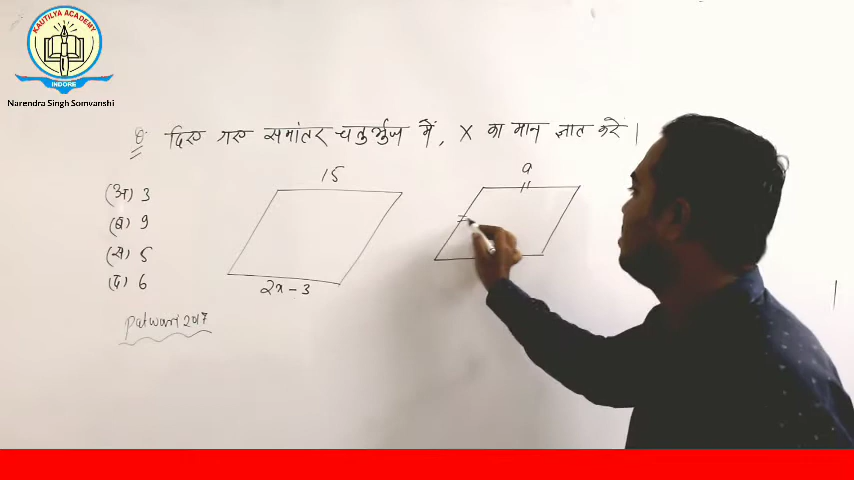 KAUTILYA ACADEMY
INDORE
Narendra Singh Somvanshi
Q. दिए गए समांतर चतुर्भुज में, X का मान ज्ञात करें।
(अ) 3
(ब) 9
(स) 5
(द) 6
Patwari 2017
15
2x - 3
a